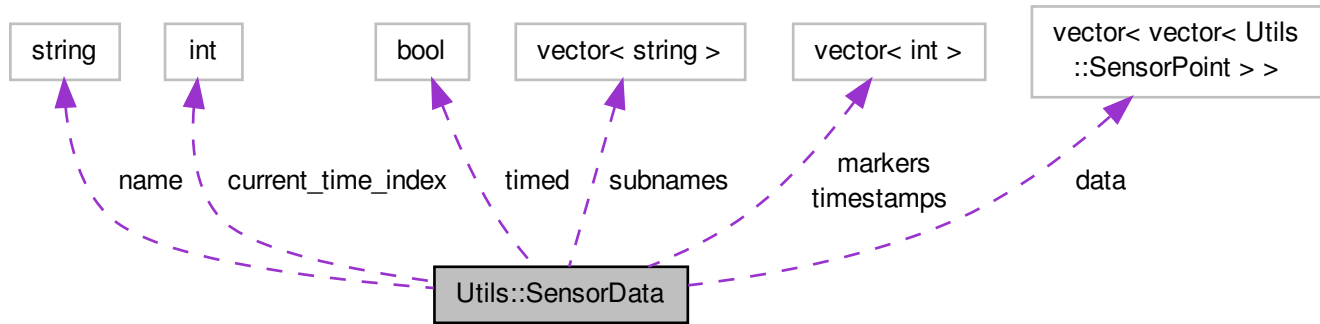 string
int
bool
vector< string >
vector< int >
vector< vector< Utils
::SensorPoint > >
name
current_time_index
timed
subnames
markers
timestamps
data
Utils::SensorData